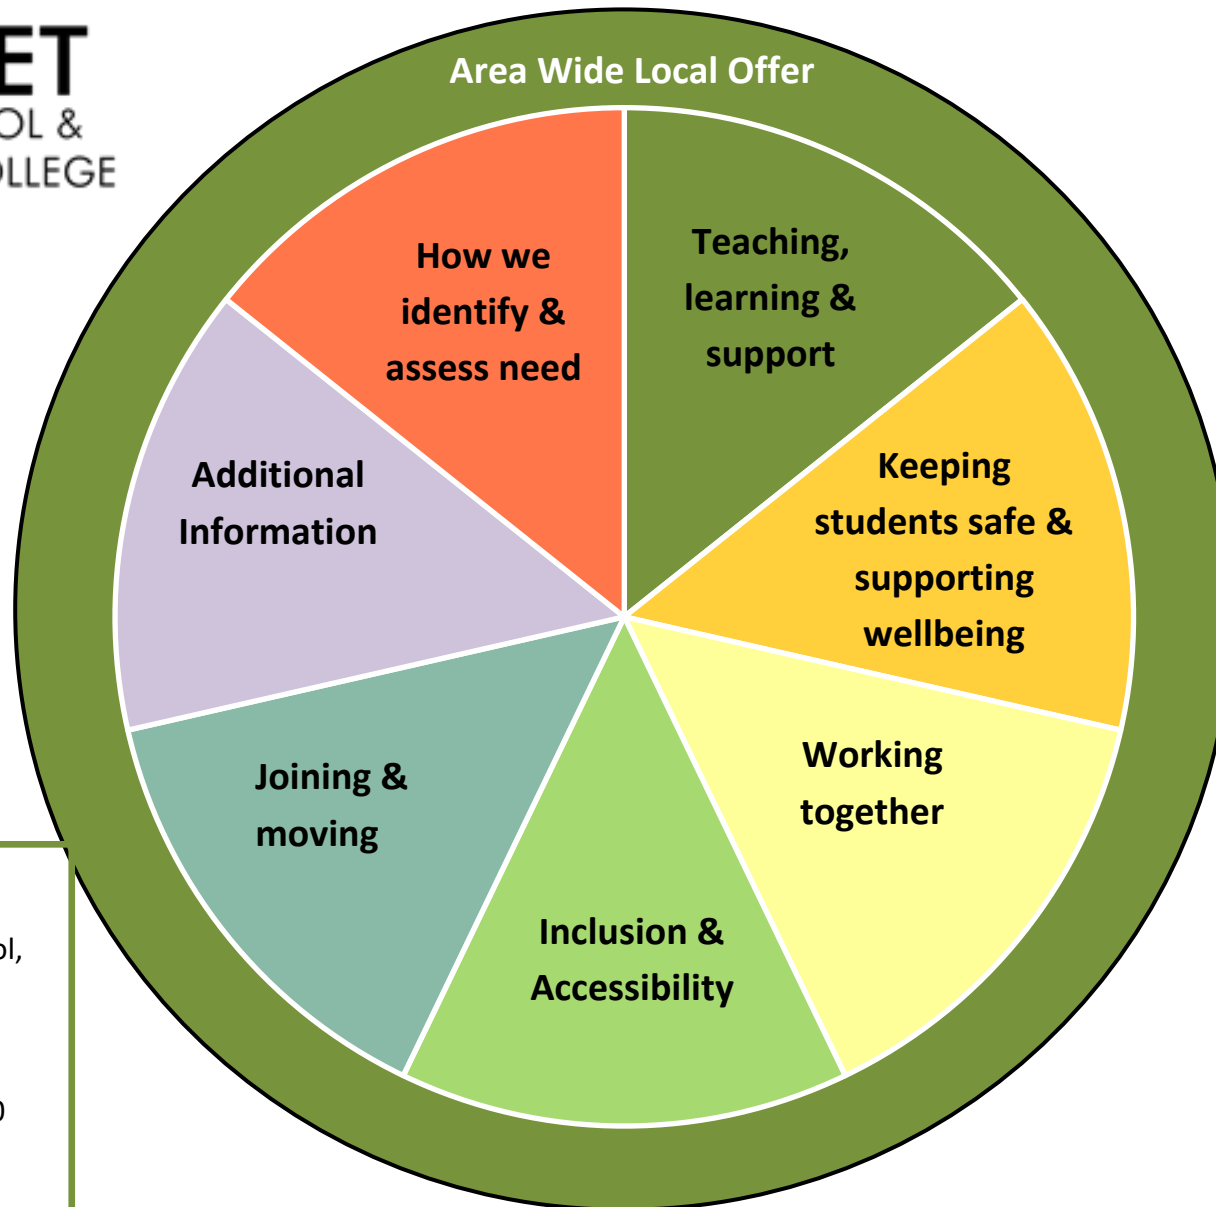 ET
OL &
OLLEGE
Area Wide Local Offer
How we
identify &
assess need
Teaching,
learning &
support
Keeping
students safe &
supporting
wellbeing
Working
together
Inclusion &
Accessibility
Joining &
moving
Additional
Information
ol,
0